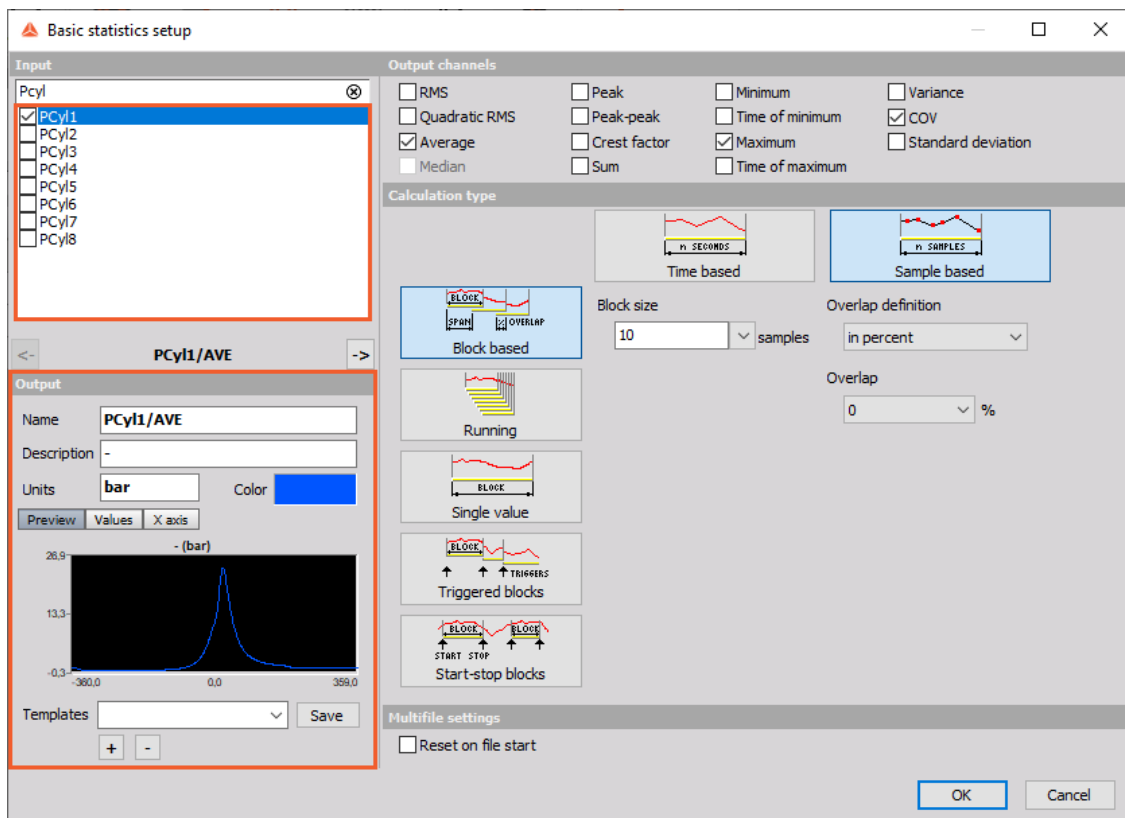 Basic statistics setup
Input
Pcyl
PCyl1
PCyl2
PCyl3
PCyl4
PCyl5
PCyl6
PCyl7
PCyl8
<-
PCyl1/AVE
->
Output
Name PCyl1/AVE
Description -
Units bar Color
Preview Values X axis
- (bar)
26,9
13,3
-0,3
-360,0 0,0 359,0
Templates Save
+ -
Output channels
RMS Peak Minimum Variance
Quadratic RMS Peak-peak Time of minimum COV
Average Crest factor Maximum Standard deviation
Median Sum Time of maximum
Calculation type
n SECONDS
Time based
n SAMPLES
Sample based
BLOCK
SPAN % OVERLAP
Block based
Block size
10 samples
Overlap definition
in percent
Overlap
0 %
Running
BLOCK
Single value
BLOCK
TRIGGERS
Triggered blocks
BLOCK BLOCK
START STOP
Start-stop blocks
Multifile settings
Reset on file start
OK Cancel